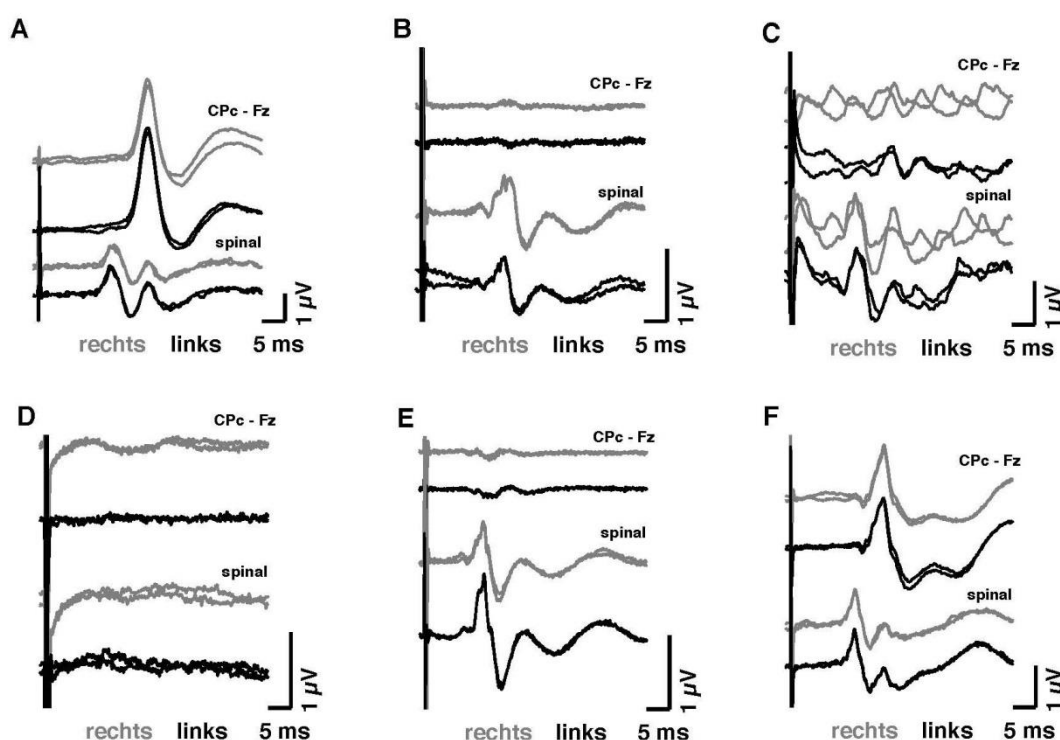 A
CPc - Fz
spinal
1 µV
rechts links 5 ms
B
CPc - Fz
spinal
1 µV
rechts links 5 ms
C
CPc - Fz
spinal
1 µV
rechts links 5 ms
D
CPc - Fz
spinal
1 µV
rechts links 5 ms
E
CPc - Fz
spinal
1 µV
rechts links 5 ms
F
CPc - Fz
spinal
1 µV
rechts links 5 ms